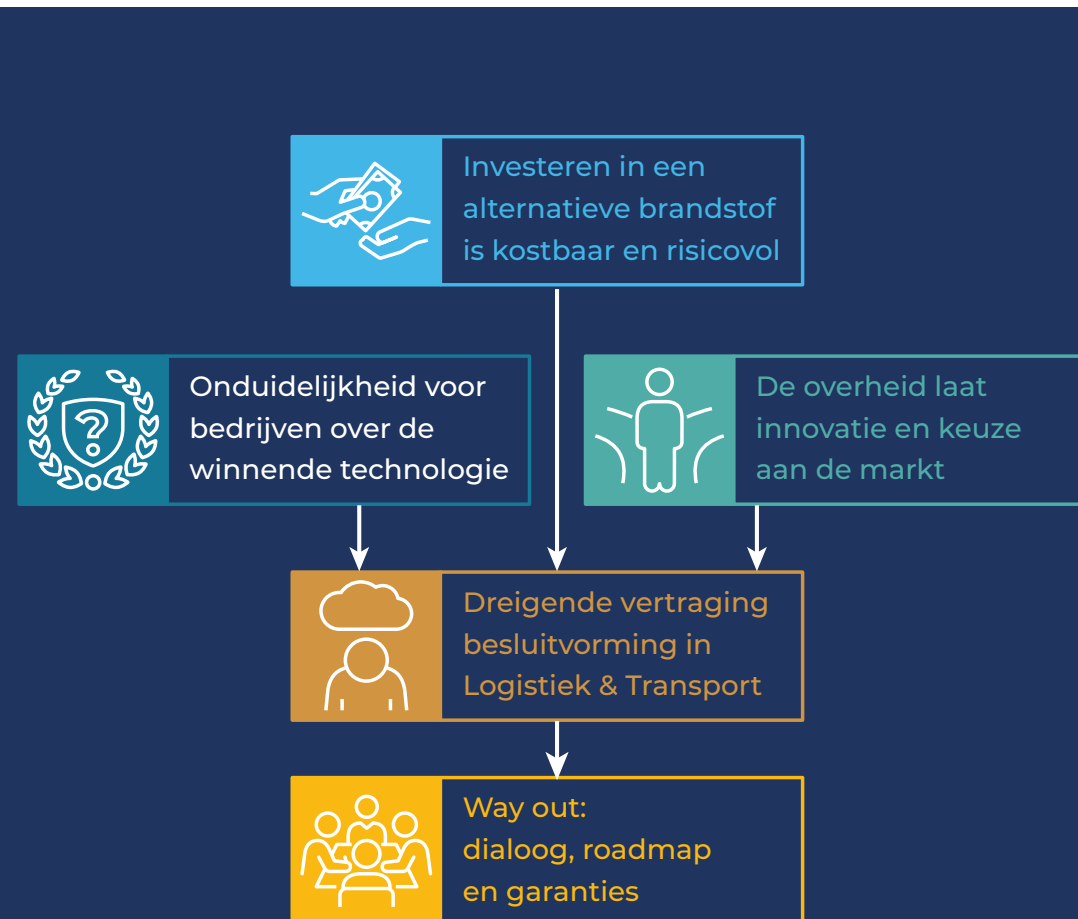 Investeren in een
alternatieve brandstof
is kostbaar en risicovol
Onduidelijkheid voor
bedrijven over de
winnende technologie
De overheid laat
innovatie en keuze
aan de markt
Dreigende vertraging
besluitvorming in
Logistiek & Transport
Way out:
dialoog, roadmap
en garanties